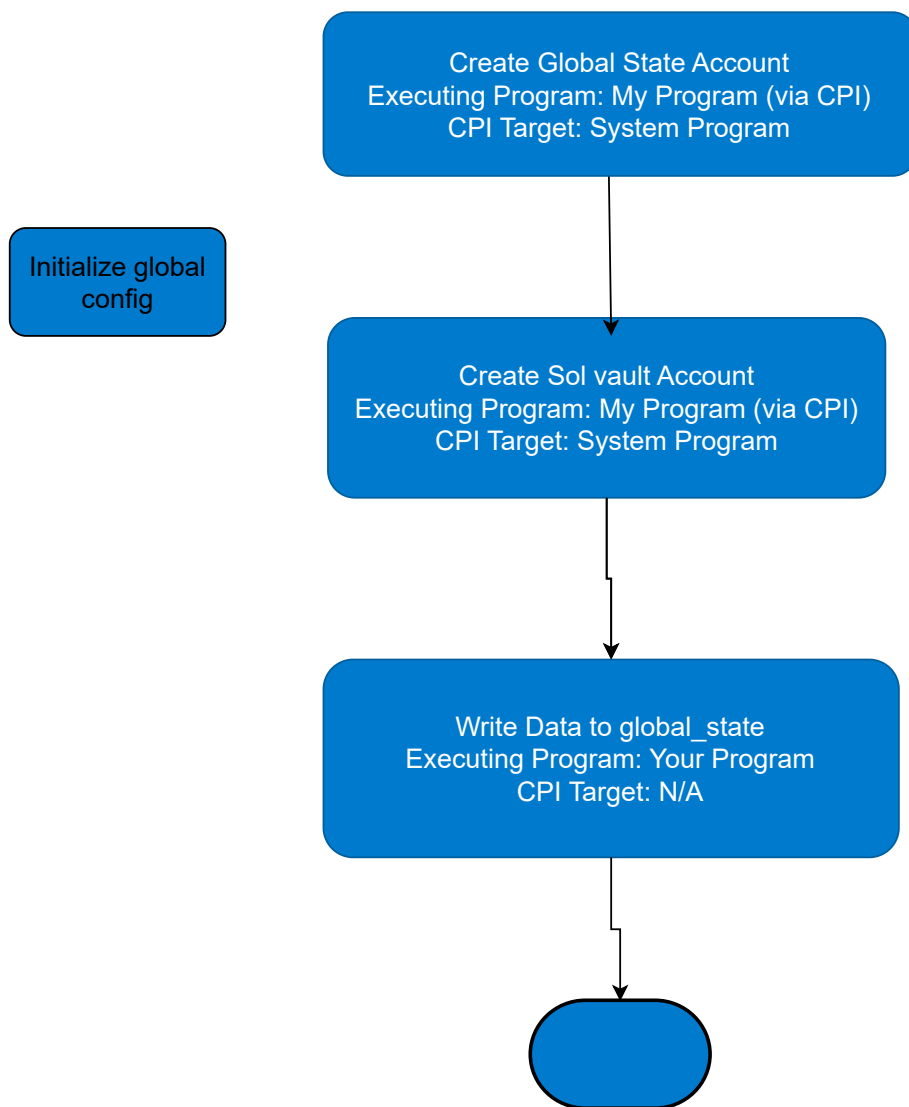 Create Global State Account
Executing Program: My Program (via CPI)
CPI Target: System Program
Initialize global
config
Create Sol vault Account
Executing Program: My Program (via CPI)
CPI Target: System Program
Write Data to global_state
Executing Program: Your Program
CPI Target: N/A